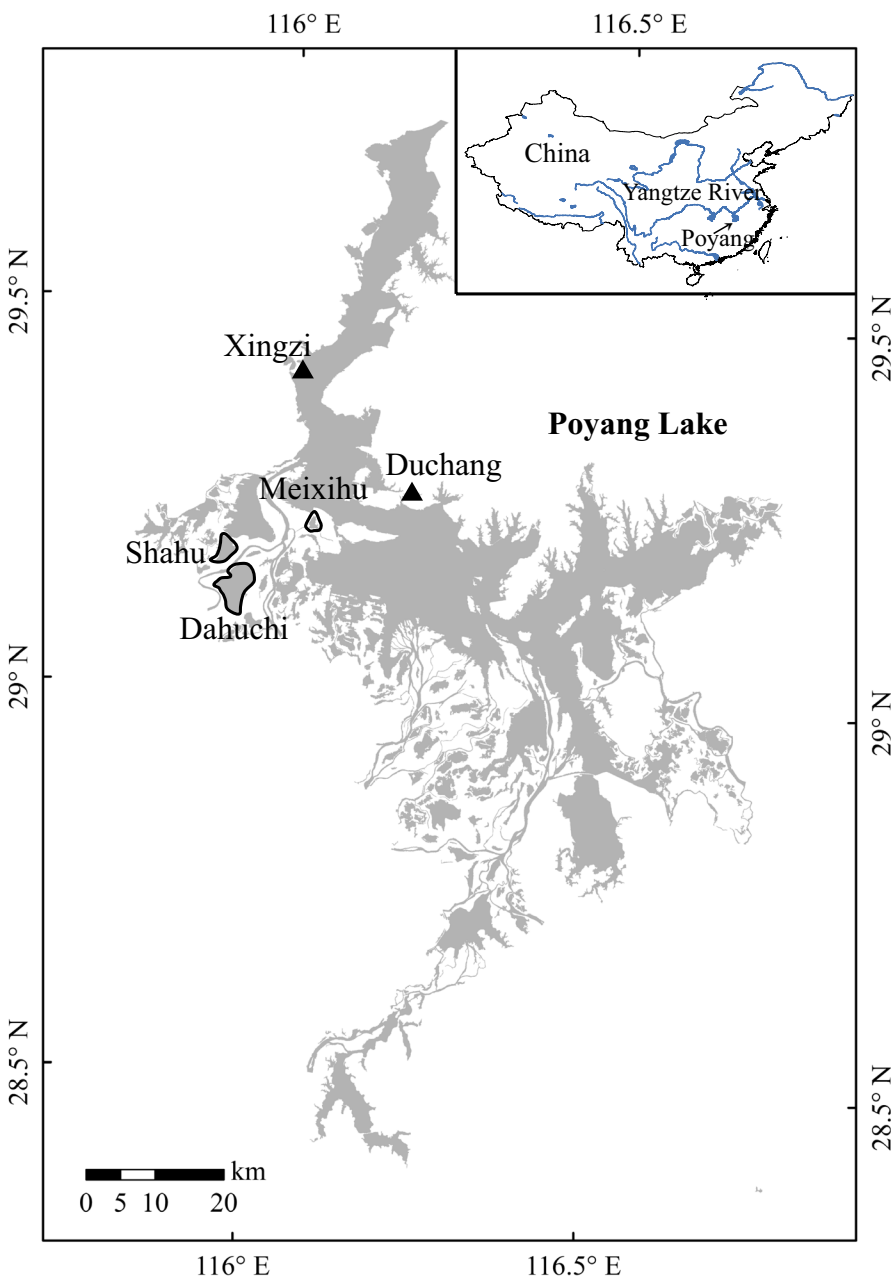 116° E
116.5° E
China
Yangtze River
Poyang
29.5° N
29.5° N
Xingzi
Poyang Lake
Duchang
Meixihu
Shahu
Dahuchi
29° N
29° N
28.5° N
28.5° N
km
0 5 10 20
116° E
116.5° E